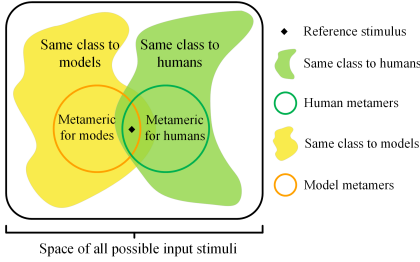 Same class to
models
Same class to
humans
Metameric
for modes
Metameric
for humans
Reference stimulus
Same class to humans
Human metamers
Same class to models
Model metamers
Space of all possible input stimuli